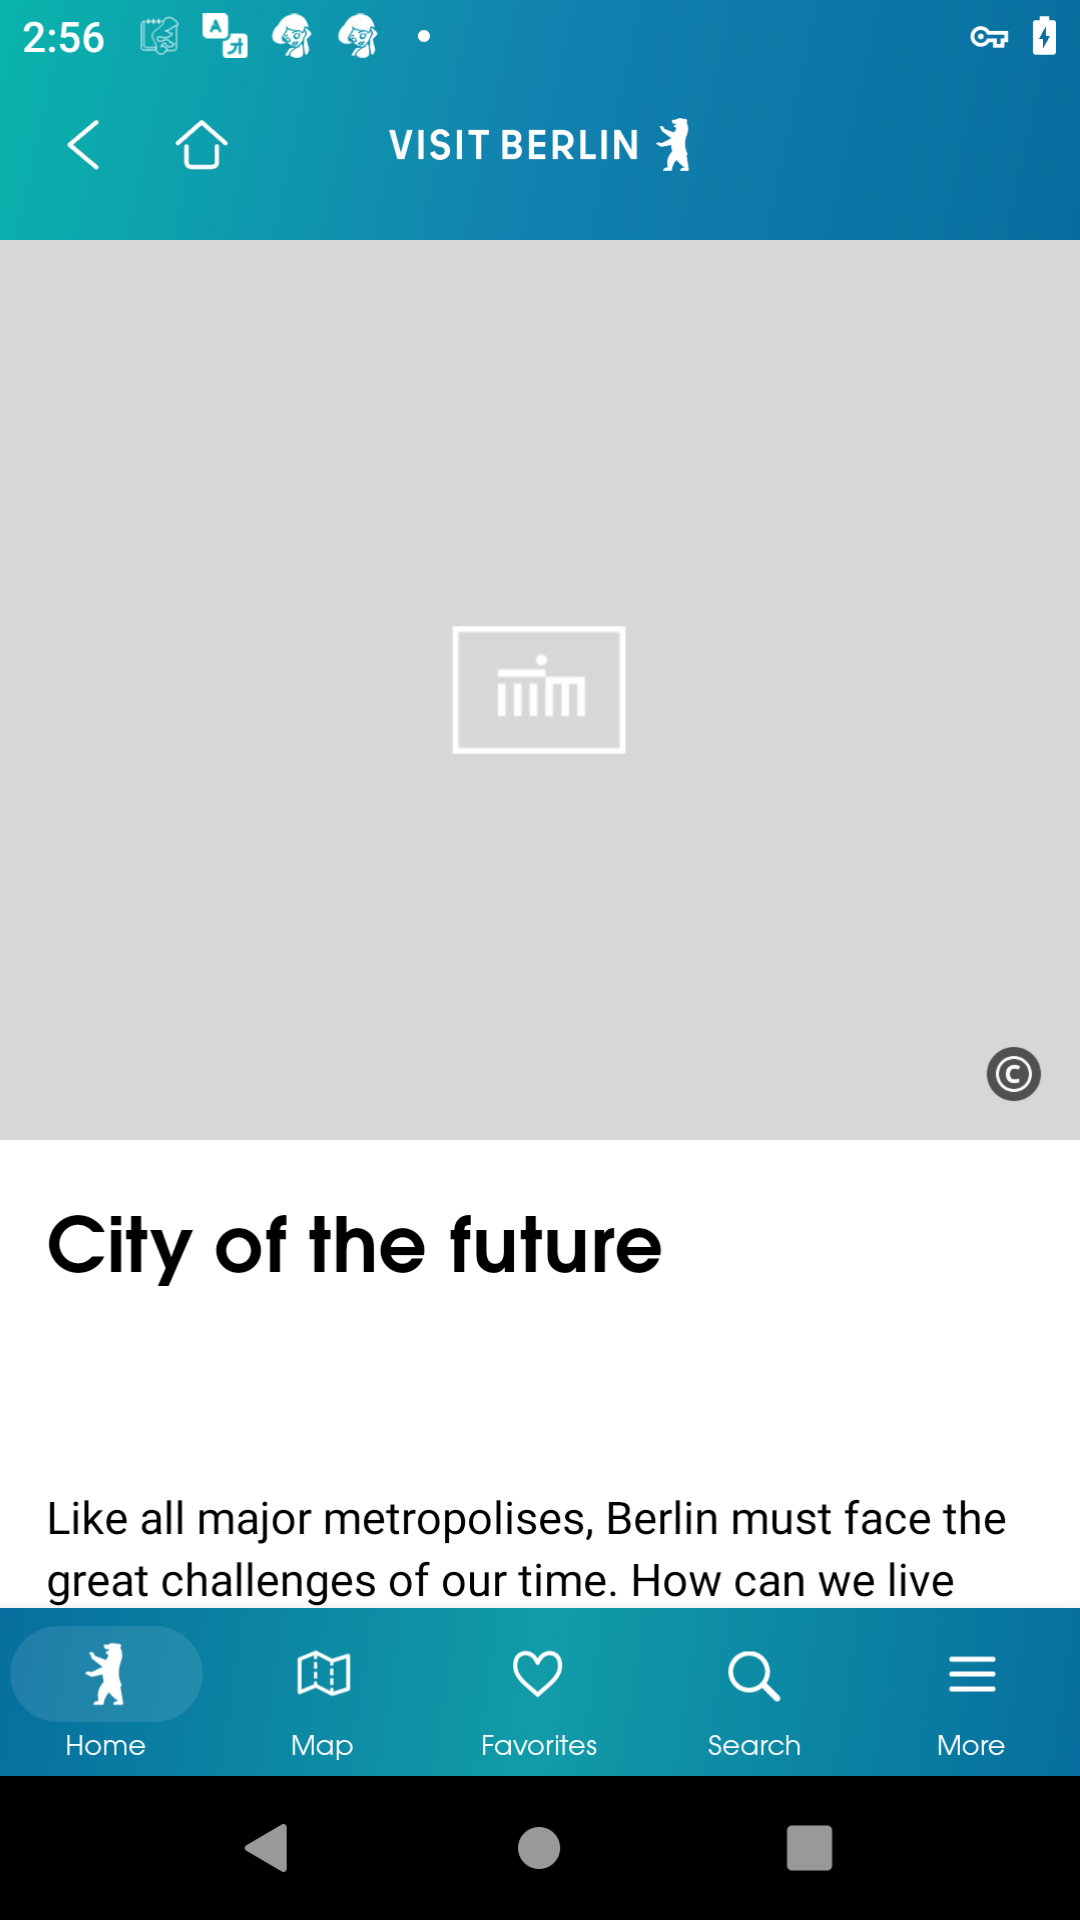 2:56
VISIT BERLIN
©
City of the future
Like all major metropolises, Berlin must face the
great challenges of our time. How can we live
Home
Map
Favorites
Search
More